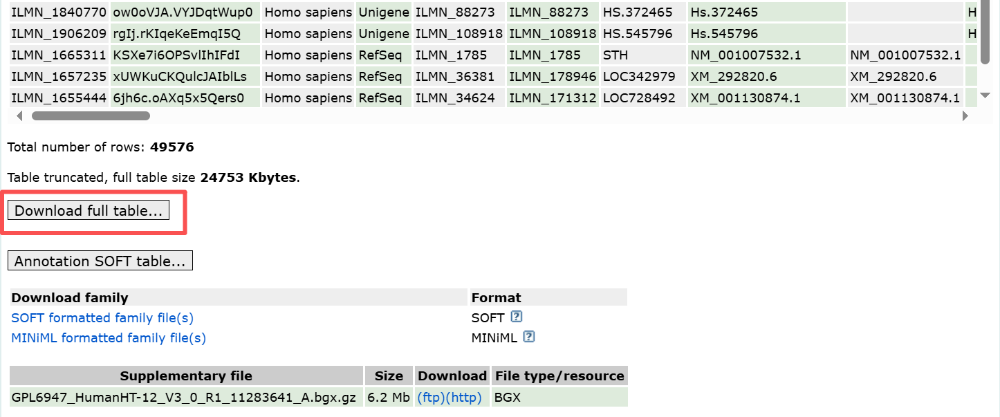 ILMN_1840770 ow0oVJA.VYJDqtWup0 Homo sapiens Unigene ILMN_88273 ILMN_88273 HS.372465 Hs.372465 H
ILMN_1906209 rgIj.rKIqeKeEmqI5Q Homo sapiens Unigene ILMN_108918 ILMN_108918 HS.545796 Hs.545796 H
ILMN_1665311 KSXe7i6OPSvlIhIFdI Homo sapiens RefSeq ILMN_1785 ILMN_1785 STH NM_001007532.1 NM_001007532.1
ILMN_1657235 xUWKuCKQulcJAIblLs Homo sapiens RefSeq ILMN_36381 ILMN_178946 LOC342979 XM_292820.6 XM_292820.6
ILMN_1655444 6jh6c.oAXq5x5Qers0 Homo sapiens RefSeq ILMN_34624 ILMN_171312 LOC728492 XM_001130874.1 XM_001130874.1
Total number of rows: 49576
Table truncated, full table size 24753 Kbytes.
Download full table...
Annotation SOFT table...
Download family Format
SOFT formatted family file(s) SOFT ?
MINiML formatted family file(s) MINiML ?
Supplementary file Size Download File type/resource
GPL6947_HumanHT-12_V3_0_R1_11283641_A.bgx.gz 6.2 Mb (ftp)(http) BGX